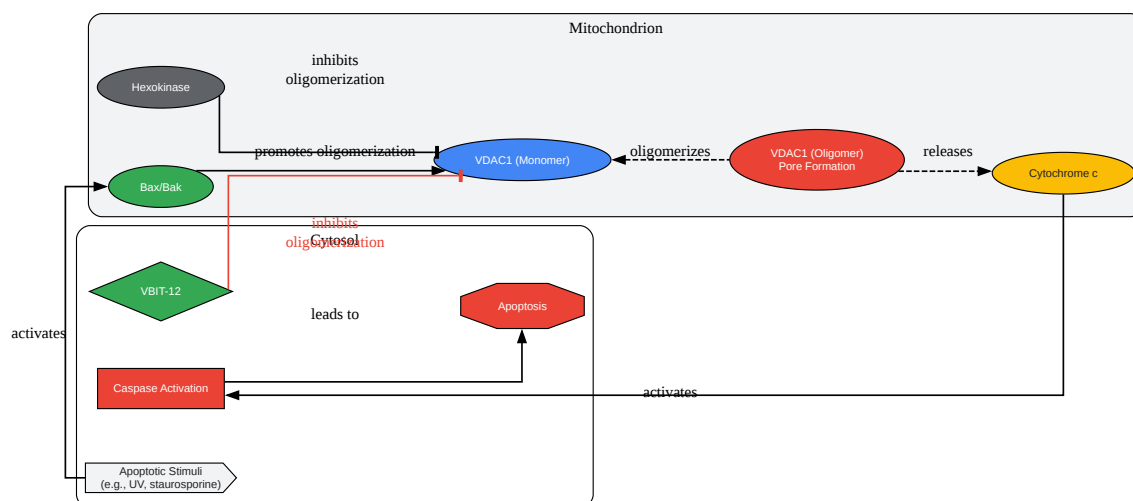 Mitochondrion
inhibits
oligomerization
Hexokinase
promotes oligomerization
VDAC1 (Monomer)
oligomerizes
VDAC1 (Oligomer)
Pore Formation
releases
Cytochrome c
Bax/Bak
inhibits
oligomerization
Cytosol
VBIT-12
leads to
Apoptosis
activates
Caspase Activation
activates
Apoptotic Stimuli
(e.g., UV, staurosporine)